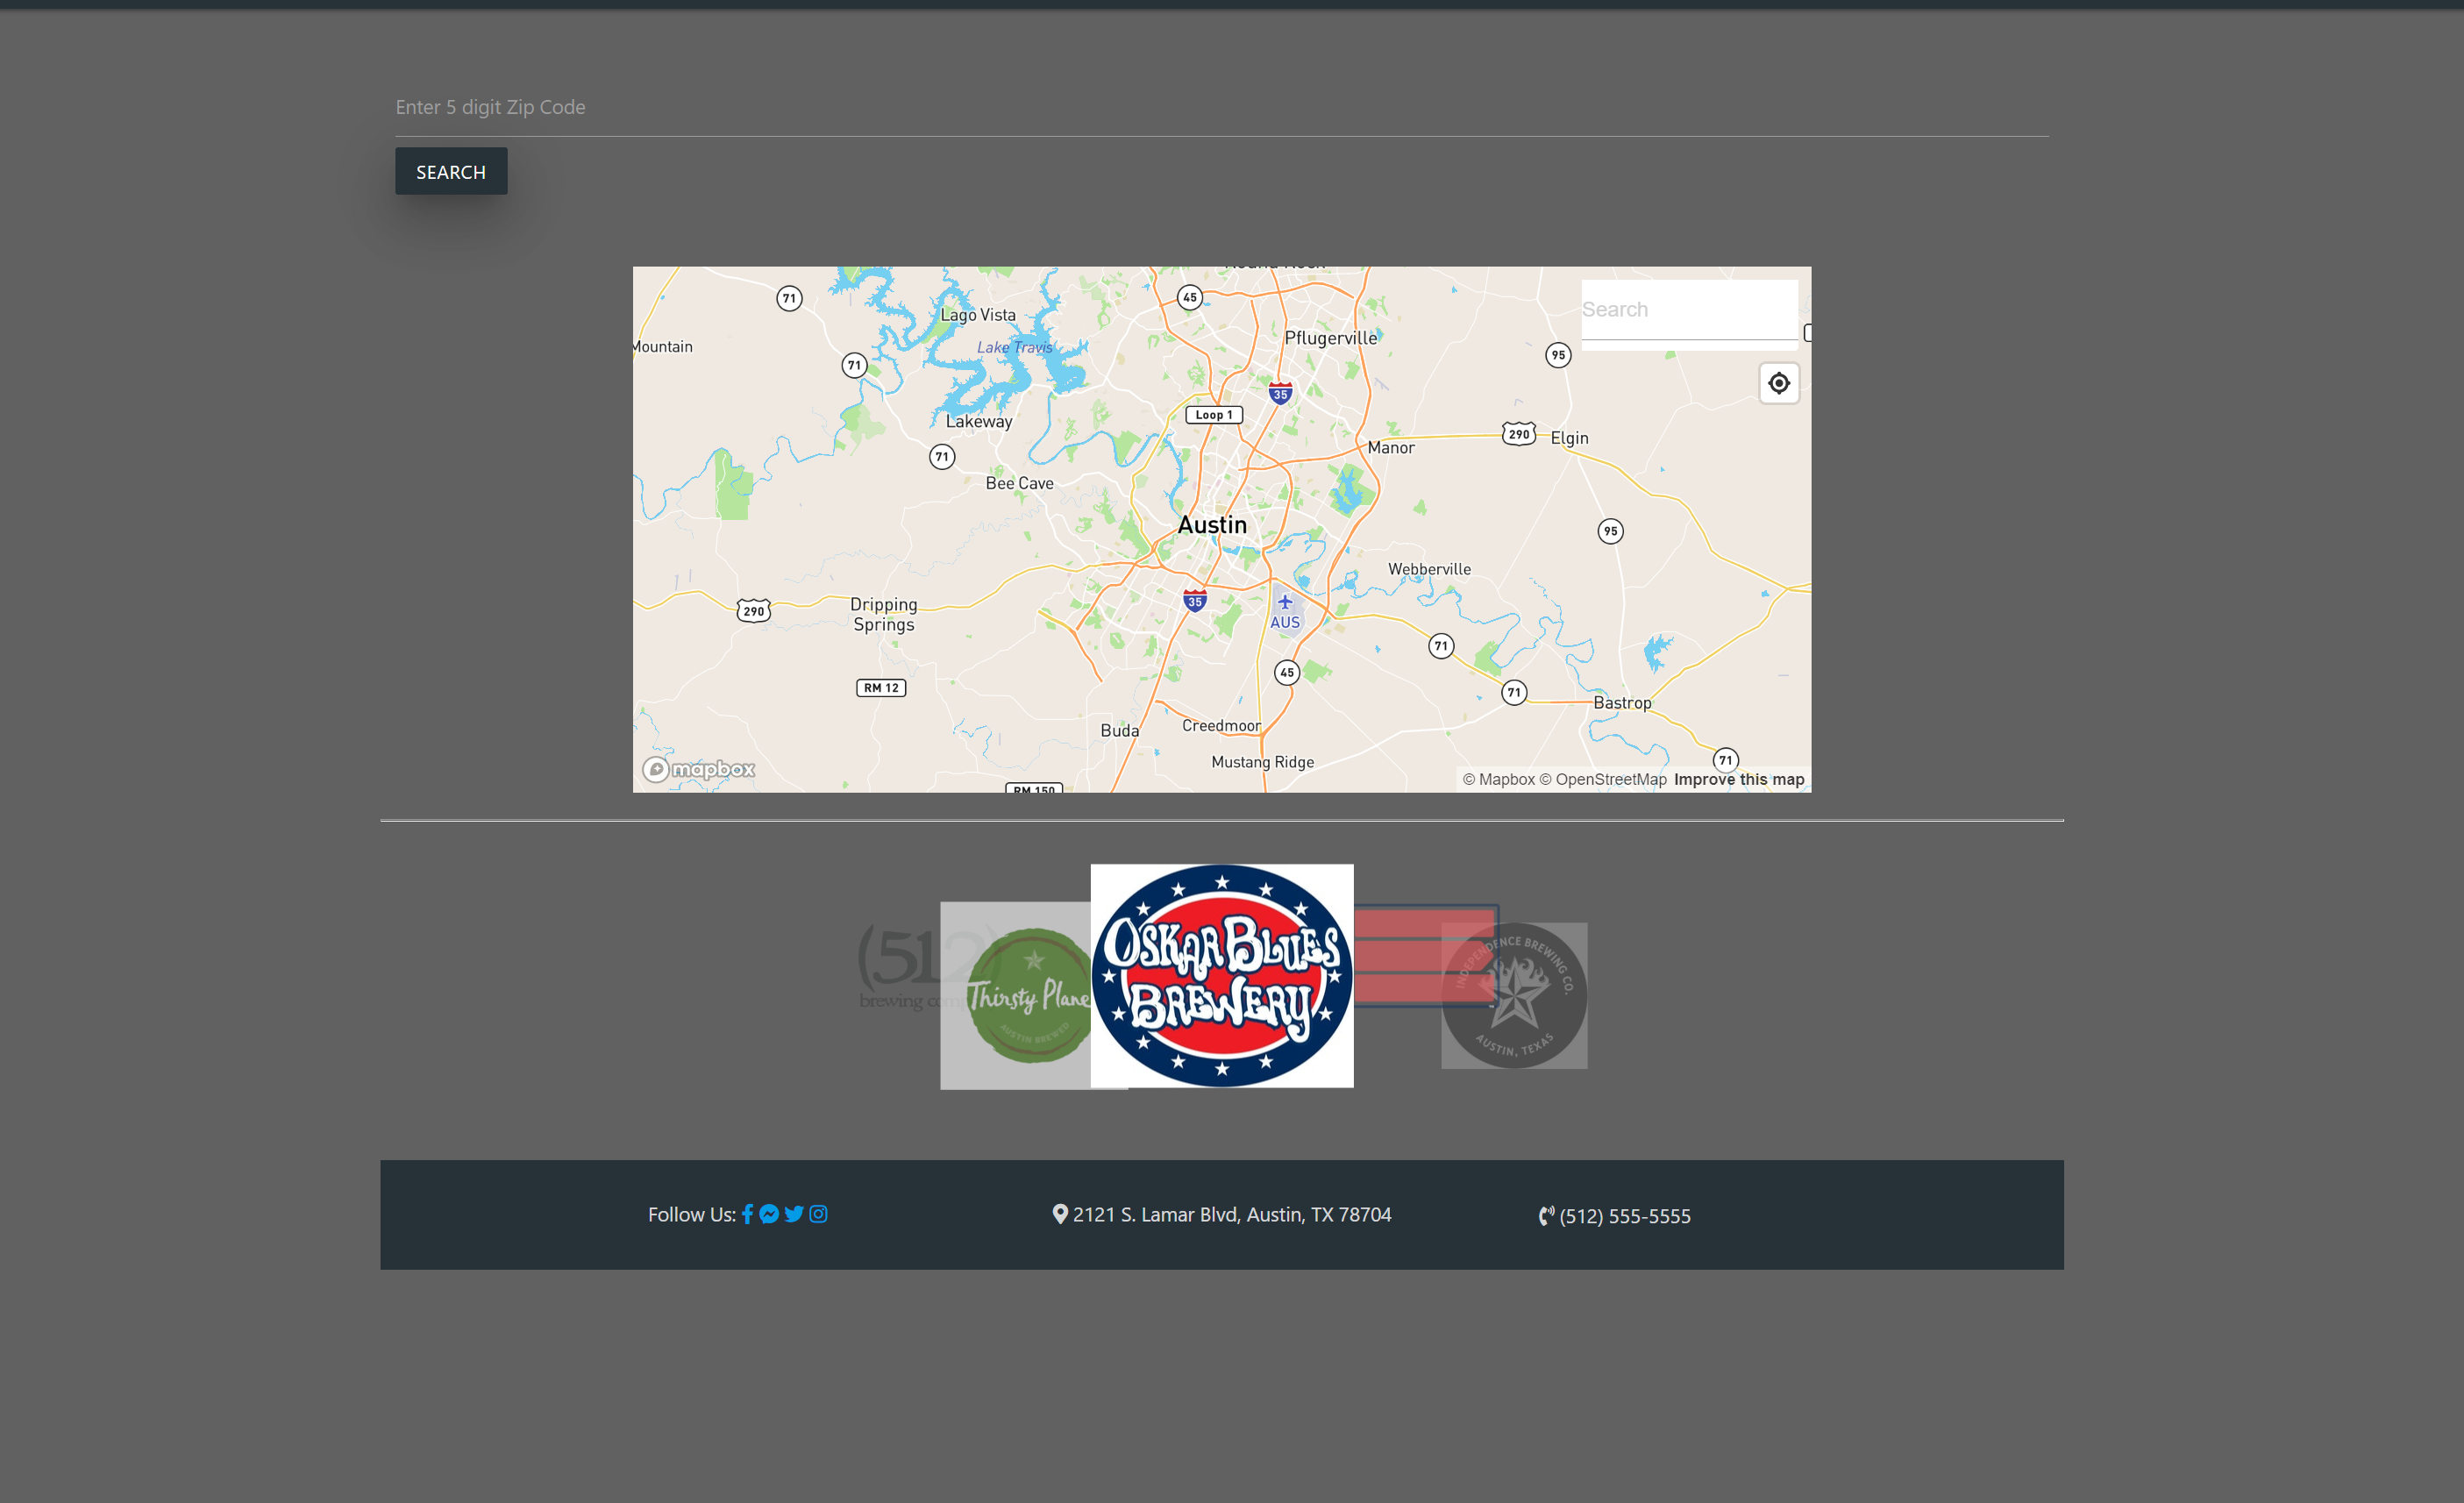 Enter 5 digit Zip Code
SEARCH
71
45
Search
Lago Vista
Pflugerville
Mountain
Lake Travis
95
71
35
Loop 1
Lakeway
290
Elgin
Manor
71
Bee Cave
Austin
95
Webberville
290
Dripping
Springs
35
AUS
71
45
RM 12
71
Bastrop
Buda
Creedmoor
Mustang Ridge
71
mapbox
© Mapbox © OpenStreetMap Improve this map
RM 150
(512)
brewing
Thirsty Plane
AUSTIN BREWED
OSKAR BLUES
BREWERY
INDEPENDENCE BREWING CO.
AUSTIN, TEXAS
Follow Us:
2121 S. Lamar Blvd, Austin, TX 78704
(512) 555-5555